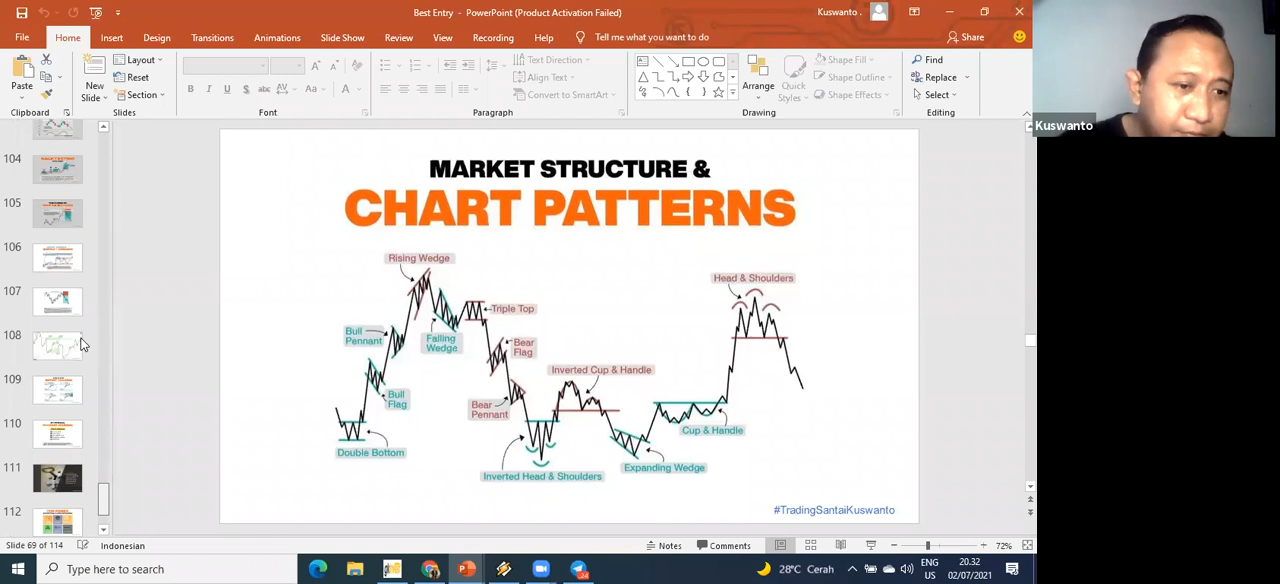 Best Entry - PowerPoint (Product Activation Failed)
Kuswanto .
File Home Insert Design Transitions Animations Slide Show Review View Recording Help Tell me what you want to do Share
Paste
Clipboard
New Slide
Layout
Reset
Section
Slides
B I U S abc AV Aa A
Font
Text Direction
Align Text
Convert to SmartArt
Paragraph
Arrange
Quick Styles
Shape Fill
Shape Outline
Shape Effects
Drawing
Find
Replace
Select
Editing
Kuswanto
104
105
106
107
108
109
110
111
112
MARKET STRUCTURE &
CHART PATTERNS
Rising Wedge
Head & Shoulders
Triple Top
Bull
Pennant
Falling
Wedge
Bear
Flag
Inverted Cup & Handle
Bull
Flag
Bear
Pennant
Cup & Handle
Double Bottom
Inverted Head & Shoulders
Expanding Wedge
#TradingSantaiKuswanto
Slide 69 of 114 Indonesian Notes Comments 72%
Type here to search
28°C Cerah
ENG
US
20.32
02/07/2021